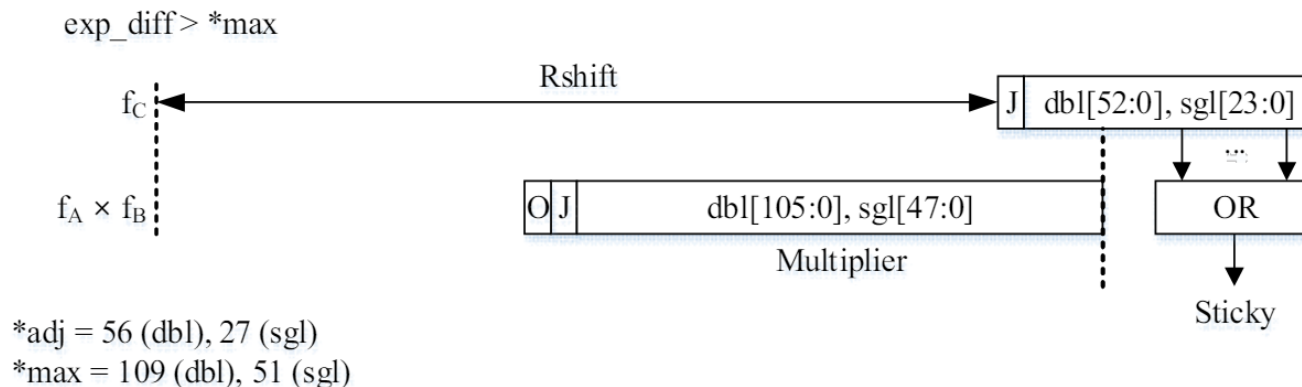 exp_diff > *max
Rshift
f_C
J dbl[52:0], sgl[23:0]
...
f_A × f_B
O J dbl[105:0], sgl[47:0]
OR
Multiplier
Sticky
*adj = 56 (dbl), 27 (sgl)
*max = 109 (dbl), 51 (sgl)